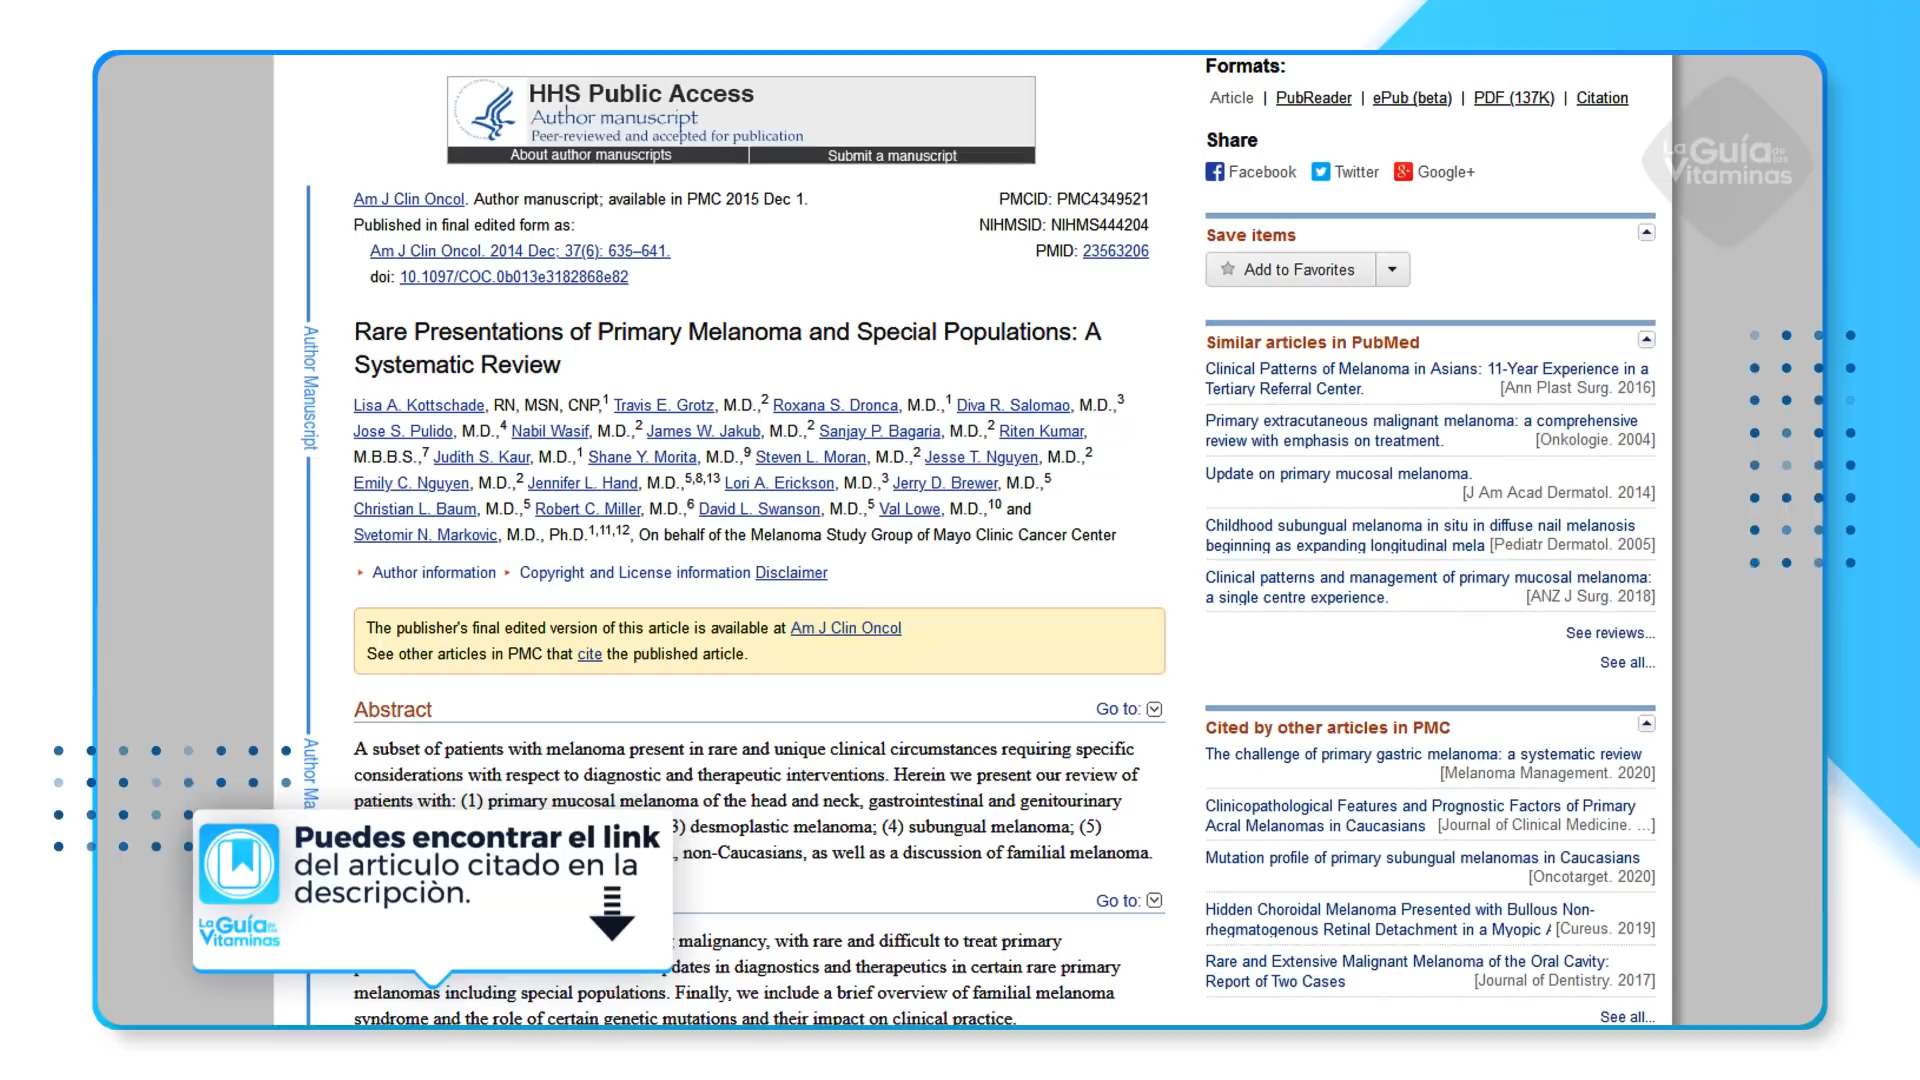 HHS Public Access
Author manuscript
Peer-reviewed and accepted for publication
About author manuscripts
Submit a manuscript
Am J Clin Oncol. Author manuscript; available in PMC 2015 Dec 1.
Published in final edited form as:
Am J Clin Oncol. 2014 Dec; 37(6): 635–641.
doi: 10.1097/COC.0b013e3182868e82
PMCID: PMC4349521
NIHMSID: NIHMS444204
PMID: 23563206
Author Manuscript
Rare Presentations of Primary Melanoma and Special Populations: A
Systematic Review
Lisa A. Kottschade, RN, MSN, CNP,1 Travis E. Grotz, M.D.,2 Roxana S. Dronca, M.D.,1 Diva R. Salomao, M.D.,3
Jose S. Pulido, M.D.,4 Nabil Wasif, M.D.,2 James W. Jakub, M.D.,2 Sanjay P. Bagaria, M.D.,2 Riten Kumar,
M.B.B.S.,7 Judith S. Kaur, M.D.,1 Shane Y. Morita, M.D.,9 Steven L. Moran, M.D.,2 Jesse T. Nguyen, M.D.,2
Emily C. Nguyen, M.D.,2 Jennifer L. Hand, M.D.,5,8,13 Lori A. Erickson, M.D.,3 Jerry D. Brewer, M.D.,5
Christian L. Baum, M.D.,5 Robert C. Miller, M.D.,6 David L. Swanson, M.D.,5 Val Lowe, M.D.,10 and
Svetomir N. Markovic, M.D., Ph.D.1,11,12, On behalf of the Melanoma Study Group of Mayo Clinic Cancer Center
Author information Copyright and License information Disclaimer
The publisher's final edited version of this article is available at Am J Clin Oncol
See other articles in PMC that cite the published article.
Abstract
Go to:
A subset of patients with melanoma present in rare and unique clinical circumstances requiring specific
considerations with respect to diagnostic and therapeutic interventions. Herein we present our review of
patients with: (1) primary mucosal melanoma of the head and neck, gastrointestinal and genitourinary
3) desmoplastic melanoma; (4) subungual melanoma; (5)
, non-Caucasians, as well as a discussion of familial melanoma.
Author Ma
Go to:
malignancy, with rare and difficult to treat primary
dates in diagnostics and therapeutics in certain rare primary
melanomas including special populations. Finally, we include a brief overview of familial melanoma
syndrome and the role of certain genetic mutations and their impact on clinical practice.
Puedes encontrar el link
del articulo citado en la
descripciòn.
La Guía de las
Vitaminas
Formats:
Article | PubReader | ePub (beta) | PDF (137K) | Citation
Share
Facebook Twitter Google+
Save items
Add to Favorites
Similar articles in PubMed
Clinical Patterns of Melanoma in Asians: 11-Year Experience in a
Tertiary Referral Center. [Ann Plast Surg. 2016]
Primary extracutaneous malignant melanoma: a comprehensive
review with emphasis on treatment. [Onkologie. 2004]
Update on primary mucosal melanoma.
[J Am Acad Dermatol. 2014]
Childhood subungual melanoma in situ in diffuse nail melanosis
beginning as expanding longitudinal mela [Pediatr Dermatol. 2005]
Clinical patterns and management of primary mucosal melanoma:
a single centre experience. [ANZ J Surg. 2018]
See reviews...
See all...
Cited by other articles in PMC
The challenge of primary gastric melanoma: a systematic review
[Melanoma Management. 2020]
Clinicopathological Features and Prognostic Factors of Primary
Acral Melanomas in Caucasians [Journal of Clinical Medicine. ...]
Mutation profile of primary subungual melanomas in Caucasians
[Oncotarget. 2020]
Hidden Choroidal Melanoma Presented with Bullous Non-
rhegmatogenous Retinal Detachment in a Myopic [Cureus. 2019]
Rare and Extensive Malignant Melanoma of the Oral Cavity:
Report of Two Cases [Journal of Dentistry. 2017]
See all...
La Guía de las
Vitaminas